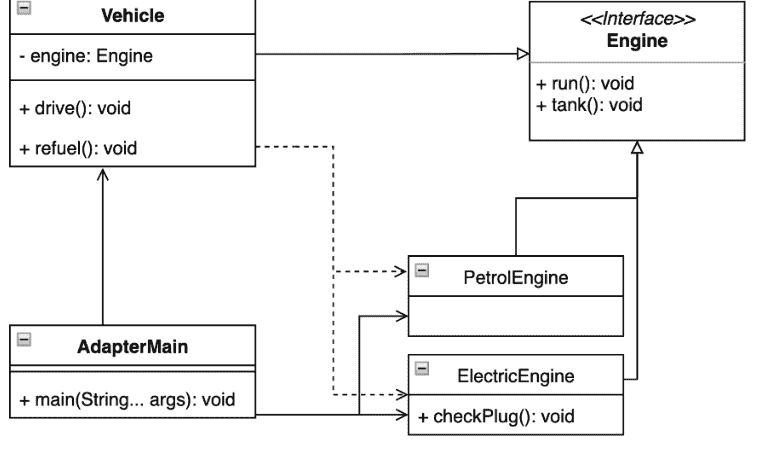 Vehicle
- engine: Engine
+ drive(): void
+ refuel(): void
<<Interface>>
Engine
+ run(): void
+ tank(): void
PetrolEngine
AdapterMain
+ main(String... args): void
ElectricEngine
+ checkPlug(): void